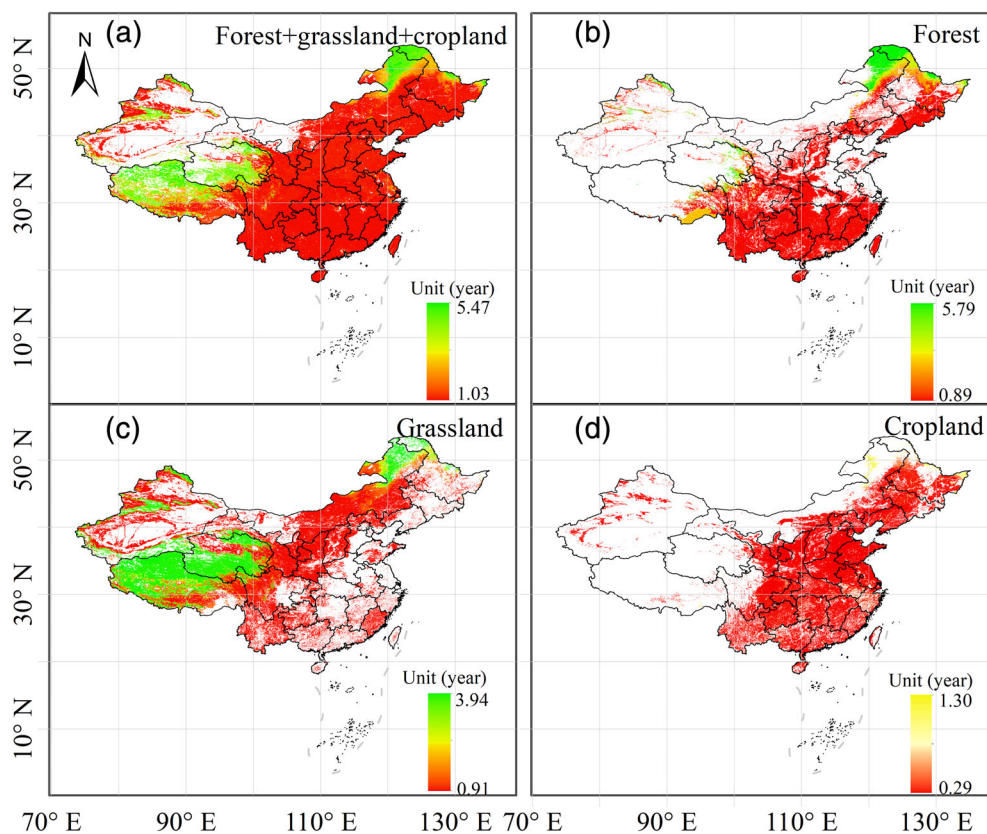 (a)
N
Forest+grassland+cropland
50° N
30° N
10° N
Unit (year)
5.47
1.03
(b)
Forest
Unit (year)
5.79
0.89
(c)
Grassland
50° N
30° N
10° N
Unit (year)
3.94
0.91
(d)
Cropland
Unit (year)
1.30
0.29
70° E 90° E 110° E 130° E 70° E 90° E 110° E 130° E